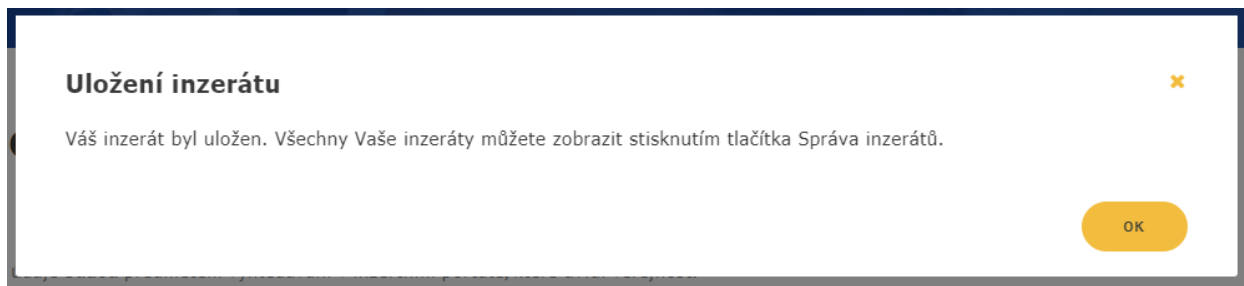 Uložení inzerátu
Váš inzerát byl uložen. Všechny Vaše inzeráty můžete zobrazit stisknutím tlačítka Správa inzerátů.
OK